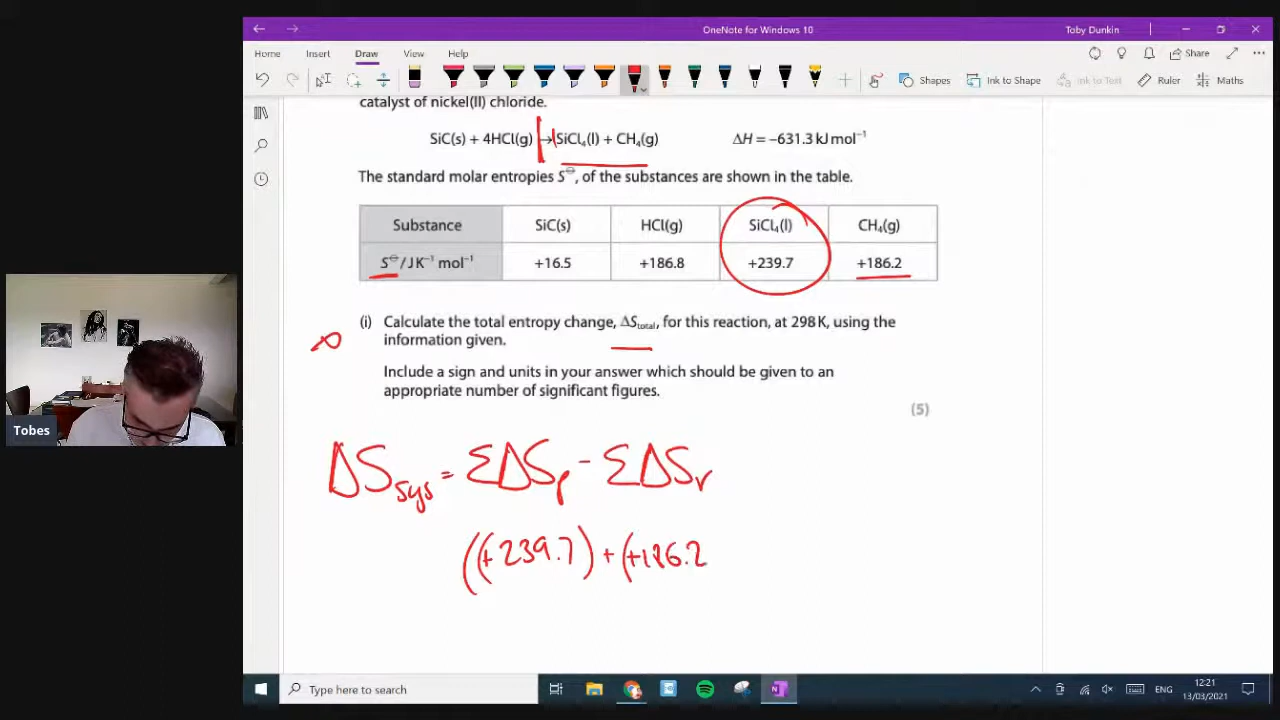 OneNote for Windows 10
Toby Dunkin
Home Insert Draw View Help
Share
Shapes Ink to Shape Ink to Text Ruler Maths
catalyst of nickel(II) chloride.
SiC(s) + 4HCl(g) → SiCl₄(l) + CH₄(g) ΔH = –631.3 kJ mol⁻¹
The standard molar entropies S⦵, of the substances are shown in the table.
Substance SiC(s) HCl(g) SiCl₄(l) CH₄(g)
S⦵/J K⁻¹ mol⁻¹ +16.5 +186.8 +239.7 +186.2
(i) Calculate the total entropy change, ΔStotal, for this reaction, at 298 K, using the
information given.
Include a sign and units in your answer which should be given to an
appropriate number of significant figures.
(5)
ΔSsys = ΣΔSp - ΣΔSr
((+239.7) + (+186.2
Tobes
Type here to search
ENG
12:21
13/03/2021